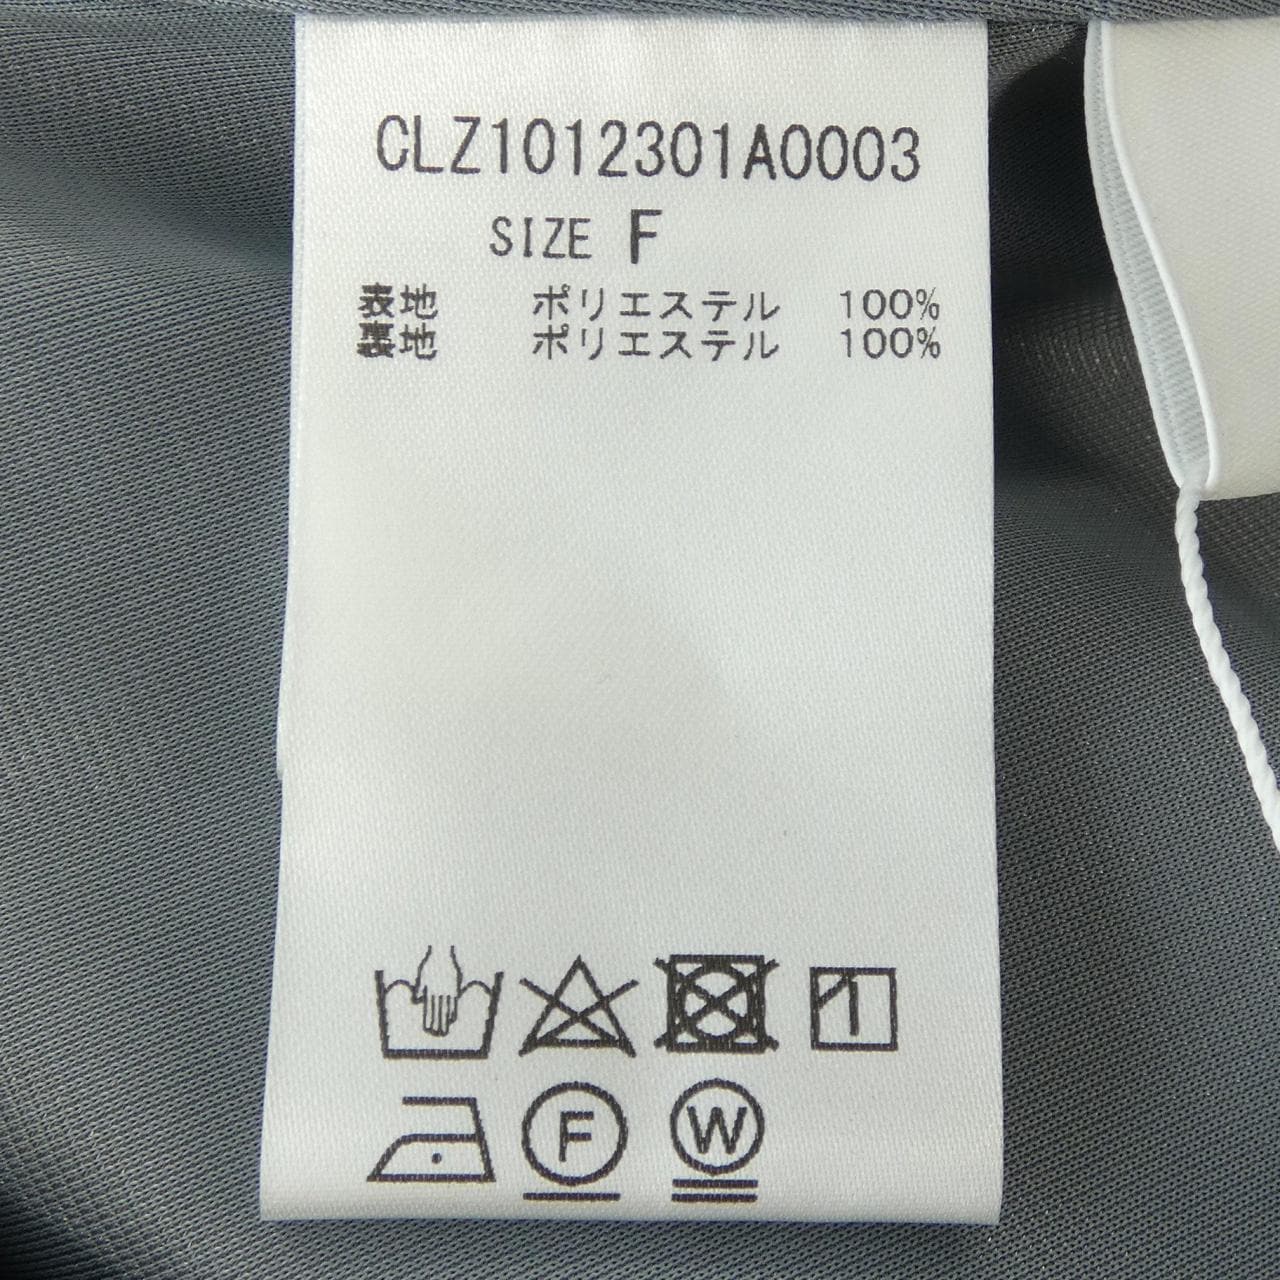 CLZ1012301A0003
SIZE F
表地 ポリエステル 100%
裏地 ポリエステル 100%
F W